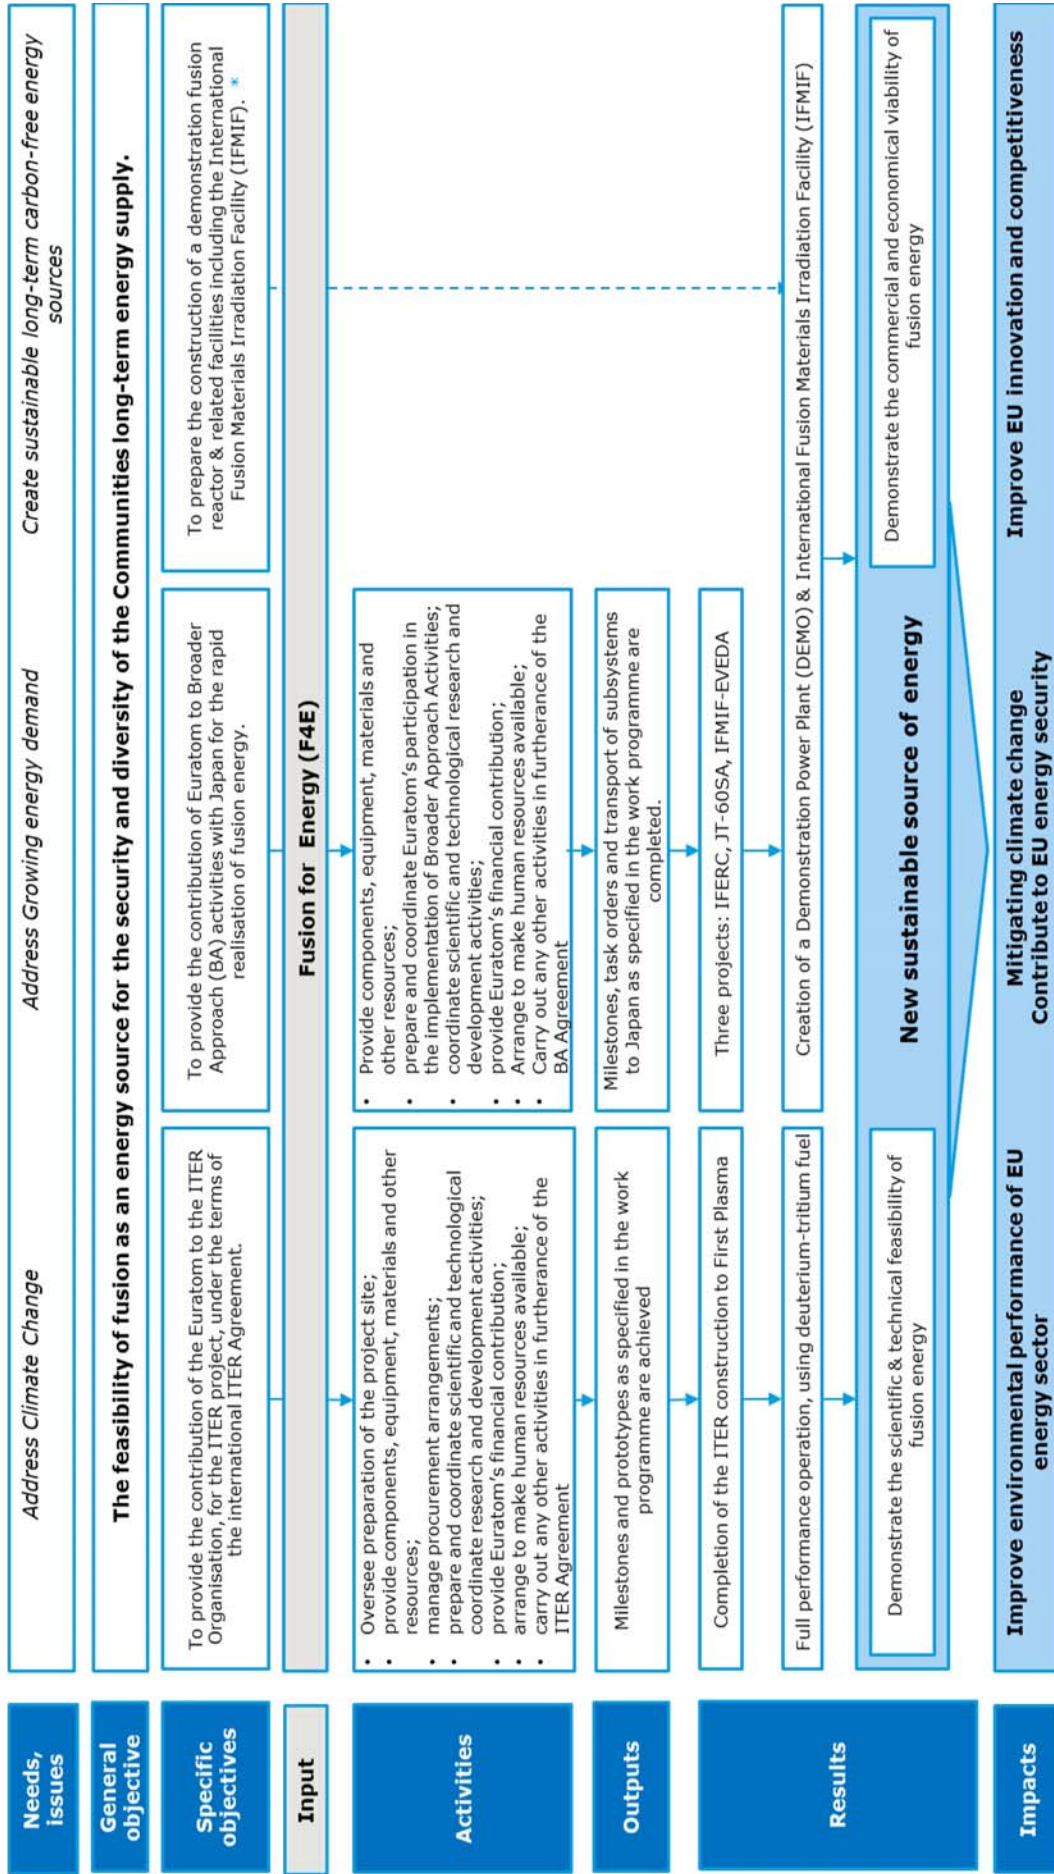 Needs,
issues
Address Climate Change
Address Growing energy demand
Create sustainable long-term carbon-free energy
sources
General
objective
The feasibility of fusion as an energy source for the security and diversity of the Communities long-term energy supply.
Specific
objectives
To provide the contribution of the Euratom to the ITER
Organisation, for the ITER project, under the terms of
the international ITER Agreement.
To provide the contribution of Euratom to Broader
Approach (BA) activities with Japan for the rapid
realisation of fusion energy.
To prepare the construction of a demonstration fusion
reactor & related facilities including the International
Fusion Materials Irradiation Facility (IFMIF). *
Input
Fusion for Energy (F4E)
Activities
• Oversee preparation of the project site;
• provide components, equipment, materials and other
resources;
• manage procurement arrangements;
• prepare and coordinate scientific and technological
coordinate research and development activities;
• provide Euratom's financial contribution;
• arrange to make human resources available;
• carry out any other activities in furtherance of the
ITER Agreement
• Provide components, equipment, materials and
other resources;
• prepare and coordinate Euratom's participation in
the implementation of Broader Approach Activities;
• coordinate scientific and technological research and
development activities;
• provide Euratom's financial contribution;
• Arrange to make human resources available;
• Carry out any other activities in furtherance of the
BA Agreement
Outputs
Milestones and prototypes as specified in the work
programme are achieved
Milestones, task orders and transport of subsystems
to Japan as specified in the work programme are
completed.
Results
Completion of the ITER construction to First Plasma
Three projects: IFERC, JT-60SA, IFMIF-EVEDA
Full performance operation, using deuterium-tritium fuel
Creation of a Demonstration Power Plant (DEMO) & International Fusion Materials Irradiation Facility (IFMIF)
Demonstrate the scientific & technical feasibility of
fusion energy
New sustainable source of energy
Demonstrate the commercial and economical viability of
fusion energy
Impacts
Improve environmental performance of EU
energy sector
Mitigating climate change
Contribute to EU energy security
Improve EU innovation and competitiveness